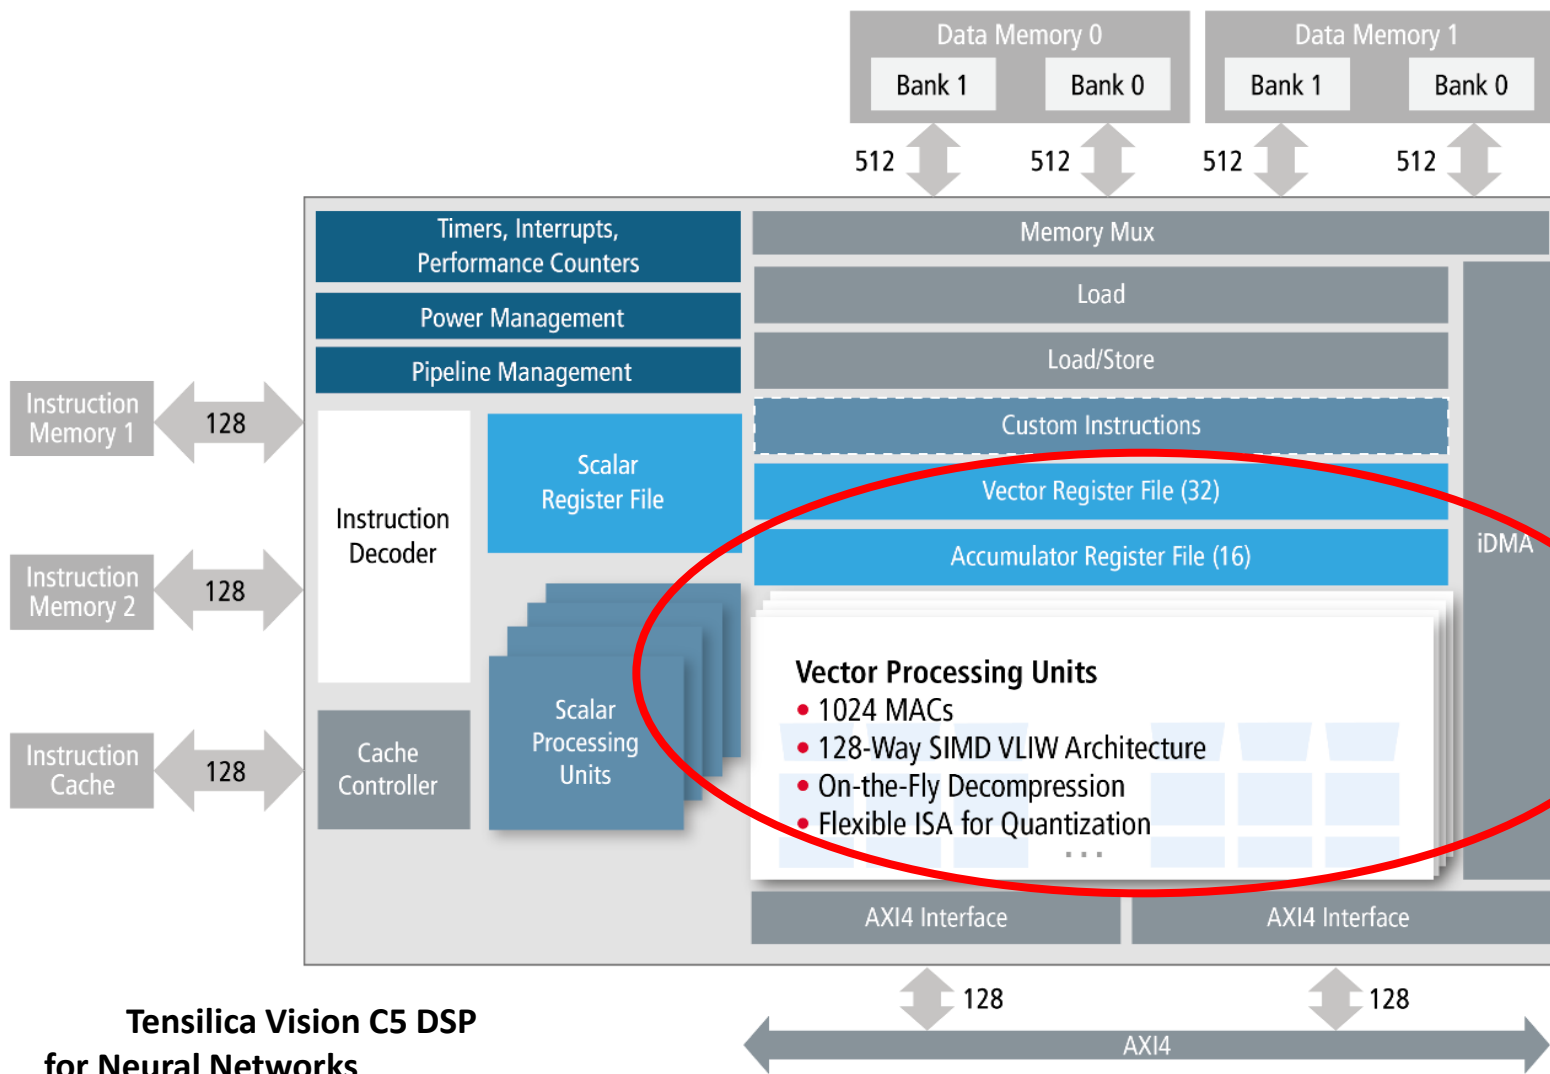 Data Memory 0
Data Memory 1
Bank 1
Bank 0
Bank 1
Bank 0
512
512
512
512
Timers, Interrupts,
Performance Counters
Power Management
Pipeline Management
Memory Mux
Load
Load/Store
Custom Instructions
Vector Register File (32)
Accumulator Register File (16)
iDMA
Instruction
Memory 1
128
Instruction
Memory 2
128
Instruction
Cache
128
Instruction
Decoder
Scalar
Register File
Cache
Controller
Scalar
Processing
Units
Vector Processing Units
• 1024 MACs
• 128-Way SIMD VLIW Architecture
• On-the-Fly Decompression
• Flexible ISA for Quantization
...
AXI4 Interface
AXI4 Interface
128
128
AXI4
Tensilica Vision C5 DSP
for Neural Networks